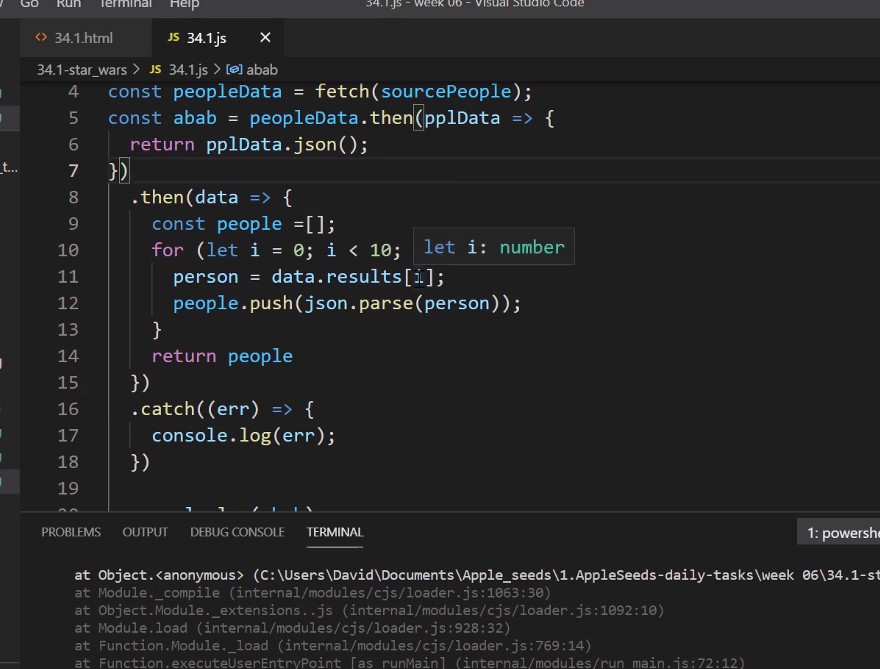 Go Run Terminal Help 34.1.js - week 06 - Visual Studio Code
34.1.html JS 34.1.js ×
34.1-star_wars > JS 34.1.js > abab
4 const peopleData = fetch(sourcePeople);
5 const abab = peopleData.then(pplData => {
6 return pplData.json();
7 })
8 .then(data => {
9 const people =[];
10 for (let i = 0; i < 10; let i: number
11 person = data.results[i];
12 people.push(json.parse(person));
13 }
14 return people
15 })
16 .catch((err) => {
17 console.log(err);
18 })
19
PROBLEMS OUTPUT DEBUG CONSOLE TERMINAL 1: powershe
at Object.<anonymous> (C:\Users\David\Documents\Apple_seeds\1.AppleSeeds-daily-tasks\week 06\34.1-st
at Module._compile (internal/modules/cjs/loader.js:1063:30)
at Object.Module._extensions..js (internal/modules/cjs/loader.js:1092:10)
at Module.load (internal/modules/cjs/loader.js:928:32)
at Function.Module._load (internal/modules/cjs/loader.js:769:14)
at Function.executeUserEntryPoint [as runMain] (internal/modules/run_main.js:72:12)